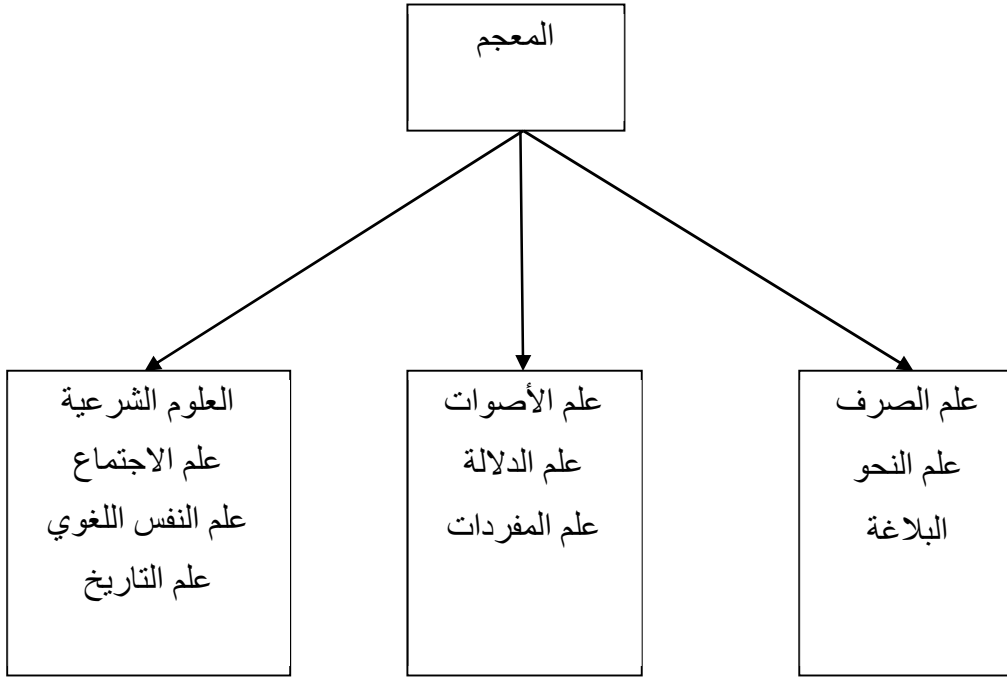 المعجم
علم الصرف
علم النحو
البلاغة
علم الأصوات
علم الدلالة
علم المفردات
العلوم الشرعية
علم الاجتماع
علم النفس اللغوي
علم التاريخ